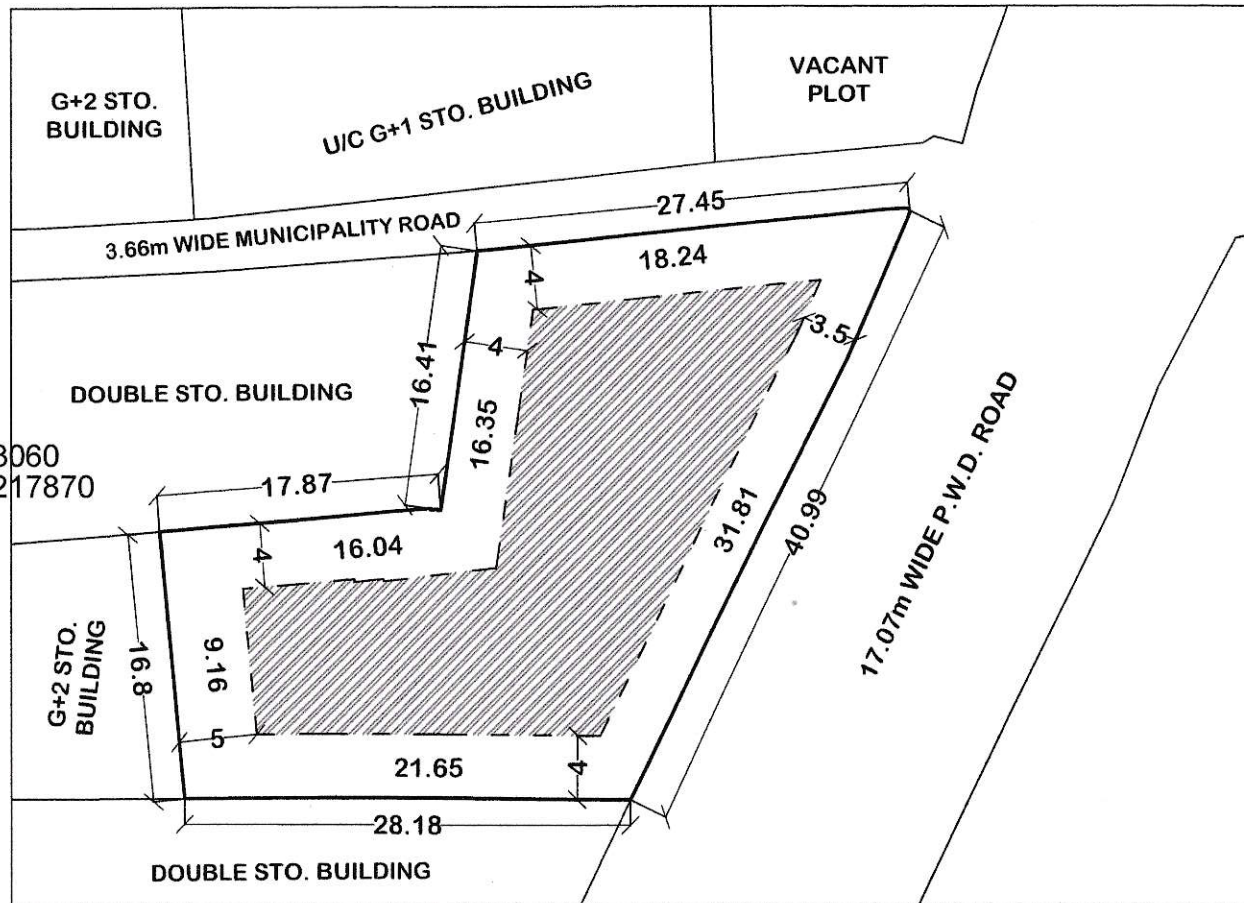 G+2 STO.
BUILDING
U/C G+1 STO. BUILDING
VACANT
PLOT
3.66m WIDE MUNICIPALITY ROAD
27.45
18.24
4
4
3.5
16.41
16.35
DOUBLE STO. BUILDING
3060
217870
17.87
16.04
4
31.81
40.99
17.07m WIDE P.W.D. ROAD
G+2 STO.
BUILDING
16.8
9.16
5
21.65
4
28.18
DOUBLE STO. BUILDING